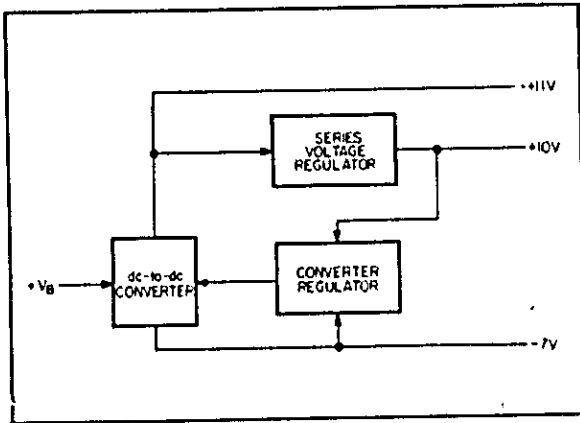 +11V
SERIES
VOLTAGE
REGULATOR
+10V
dc-to-dc
CONVERTER
+VB
CONVERTER
REGULATOR
-7V